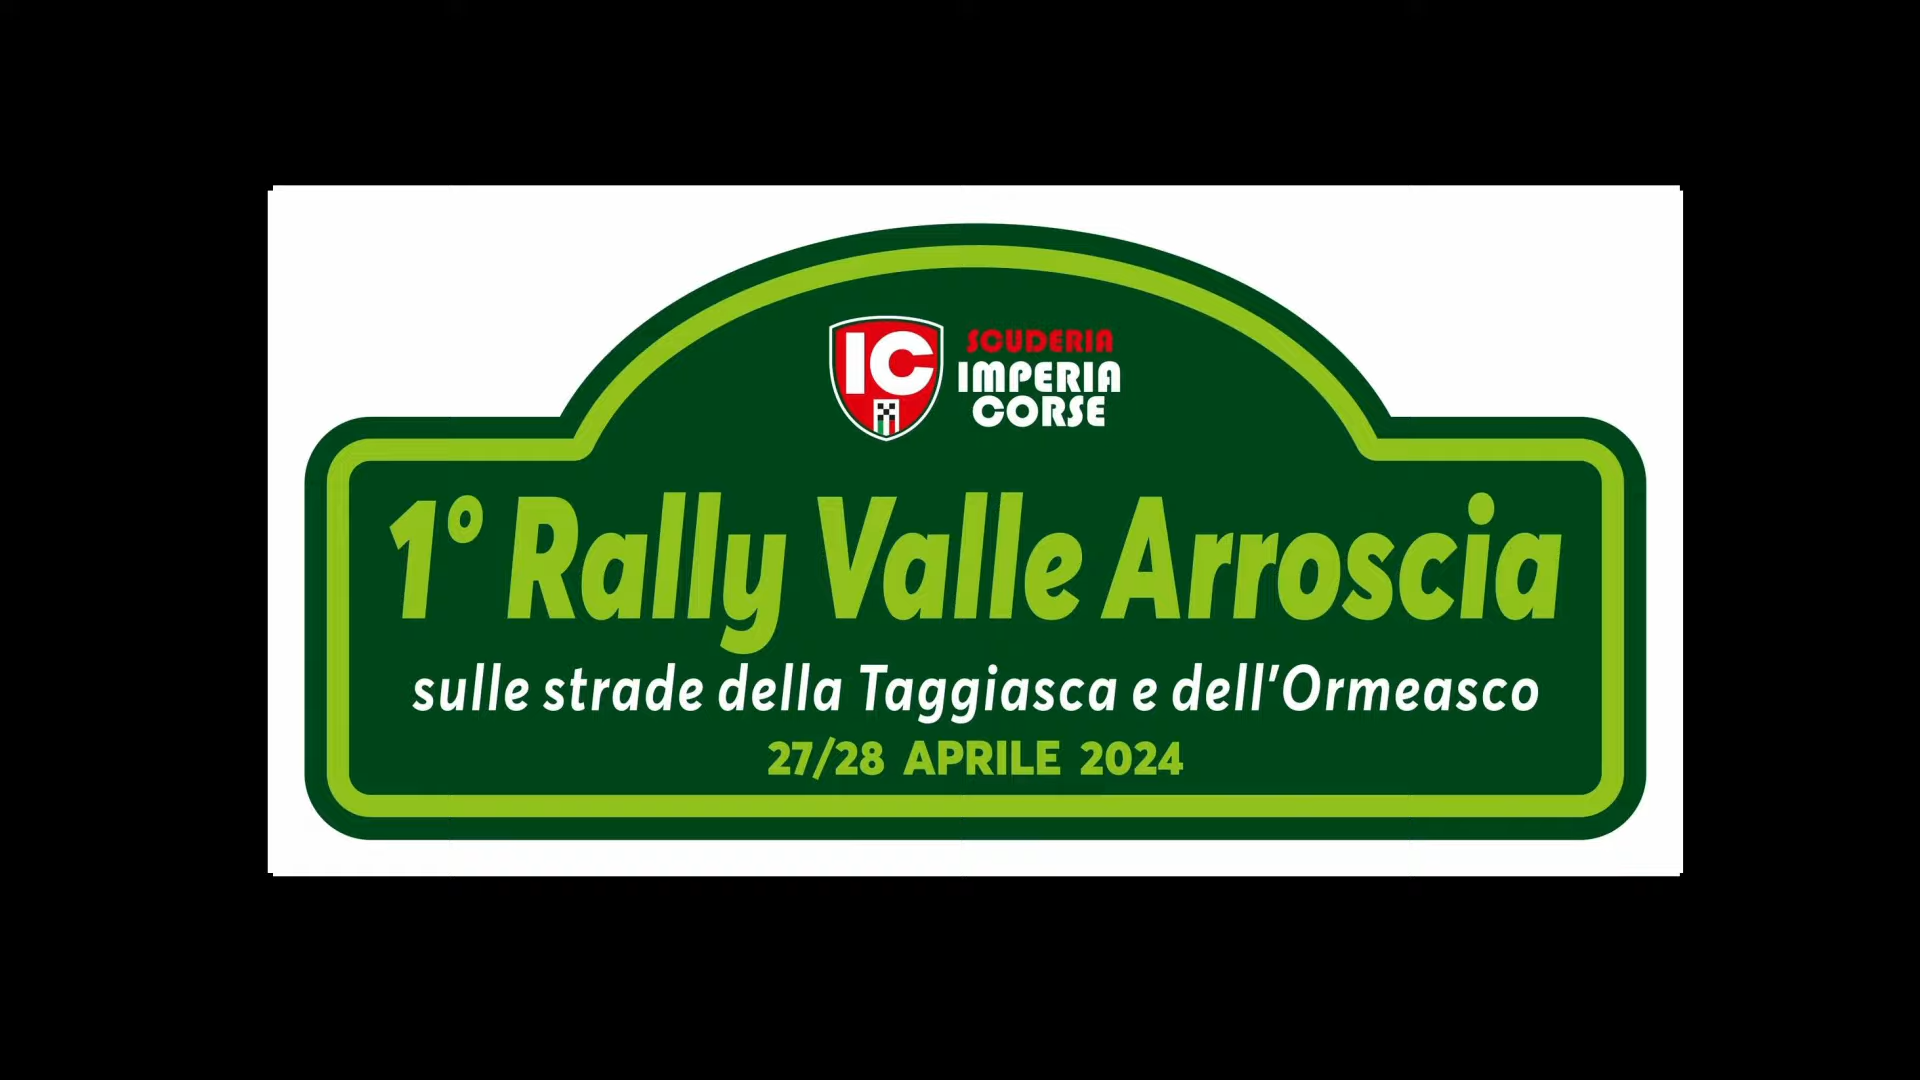 IC
SCUDERIA
IMPERIA
CORSE
1° Rally Valle Arroscia
sulle strade della Taggiasca e dell'Ormeasco
27/28 APRILE 2024